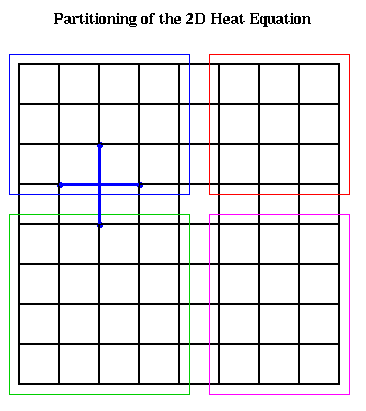 Partitioning of the 2D Heat Equation